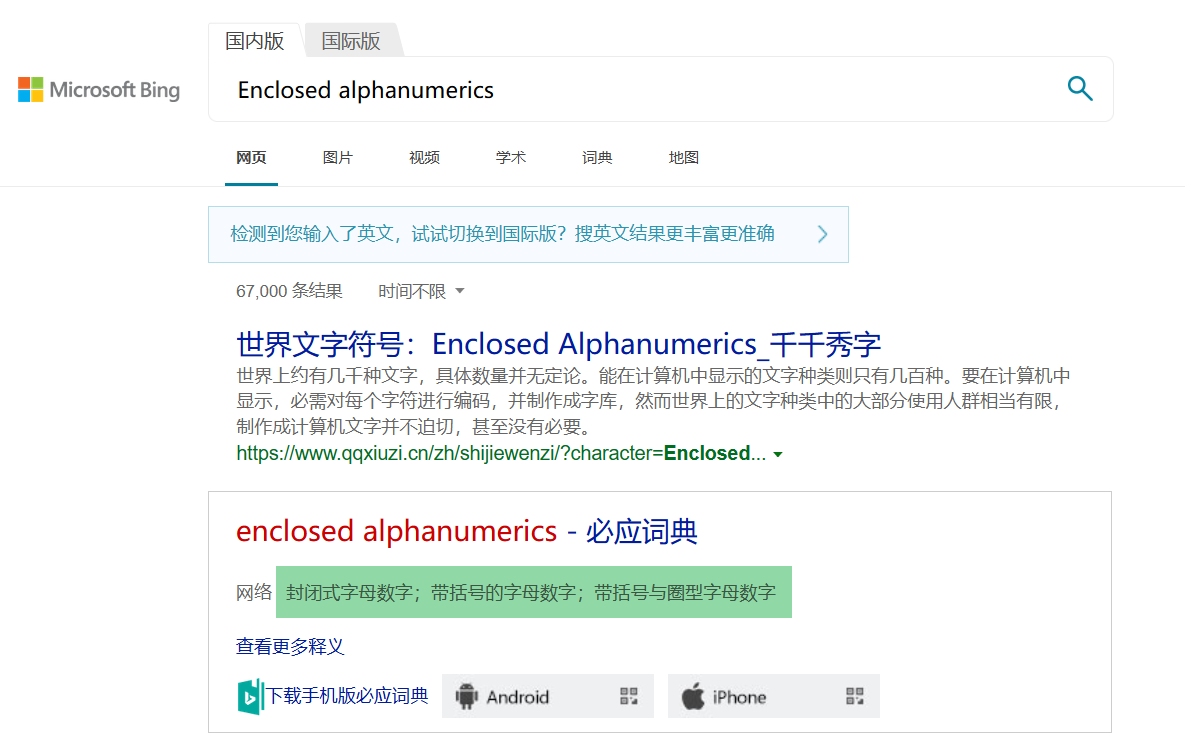 国内版 国际版
Microsoft Bing
Enclosed alphanumerics
网页 图片 视频 学术 词典 地图
检测到您输入了英文，试试切换到国际版？搜英文结果更丰富更准确
67,000 条结果 时间不限
世界文字符号：Enclosed Alphanumerics_千千秀字
世界上约有几千种文字，具体数量并无定论。能在计算机中显示的文字种类则只有几百种。要在计算机中
显示，必需对每个字符进行编码，并制作成字库，然而世界上的文字种类中的大部分使用人群相当有限，
制作成计算机文字并不迫切，甚至没有必要。
https://www.qqxiuzi.cn/zh/shijiewenzi/?character=Enclosed...
enclosed alphanumerics - 必应词典
网络 封闭式字母数字；带括号的字母数字；带括号与圈型字母数字
查看更多释义
下载手机版必应词典 Android iPhone